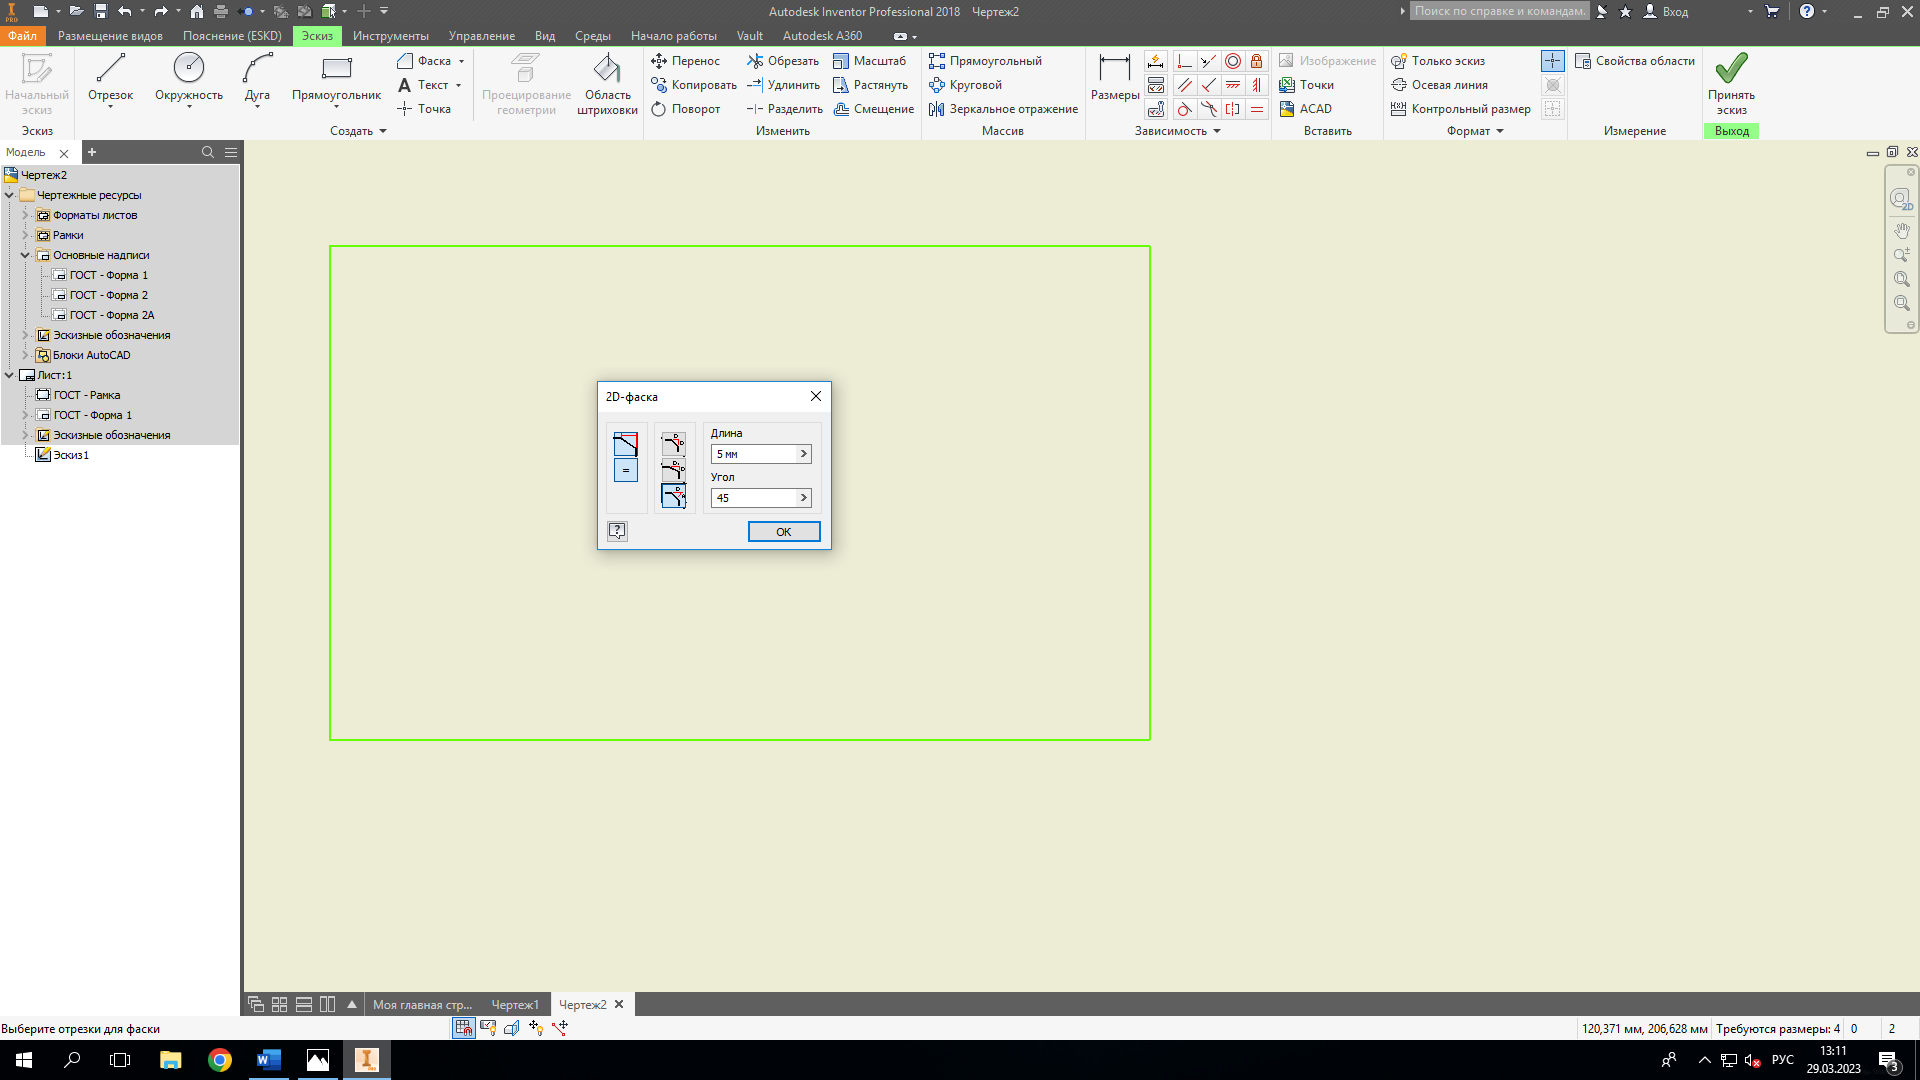 PRO
Autodesk Inventor Professional 2018 Чертеж2
Поиск по справке и командам.
Вход
Файл
Размещение видов
Пояснение (ESKD)
Эскиз
Инструменты
Управление
Вид
Среды
Начало работы
Vault
Autodesk A360
Начальный
эскиз
Эскиз
Отрезок
Окружность
Дуга
Прямоугольник
Фаска
Текст
Точка
Создать
Проецирование
геометрии
Область
штриховки
Перенос
Копировать
Поворот
Обрезать
Удлинить
Разделить
Масштаб
Растянуть
Смещение
Изменить
Прямоугольный
Круговой
Зеркальное отражение
Массив
Размеры
Зависимость
Изображение
Точки
ACAD
Вставить
Только эскиз
Осевая линия
Контрольный размер
Формат
Свойства области
Измерение
Принять
эскиз
Выход
Модель
Чертеж2
Чертежные ресурсы
Форматы листов
Рамки
Основные надписи
ГОСТ - Форма 1
ГОСТ - Форма 2
ГОСТ - Форма 2А
Эскизные обозначения
Блоки AutoCAD
Лист:1
ГОСТ - Рамка
ГОСТ - Форма 1
Эскизные обозначения
Эскиз1
2D-фаска
Длина
5 мм
Угол
45
=
OK
2D
Моя главная стр...
Чертеж1
Чертеж2
Выберите отрезки для фаски
120,371 мм, 206,628 мм
Требуются размеры: 4
0
2
РУС
13:11
29.03.2023
3